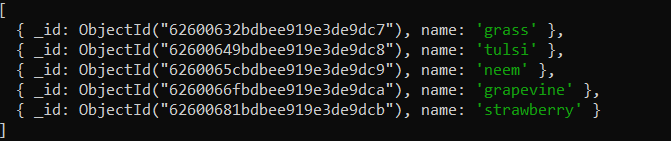 [
  { _id: ObjectId("62600632bdbee919e3de9dc7"), name: 'grass' },
  { _id: ObjectId("62600649bdbee919e3de9dc8"), name: 'tulsi' },
  { _id: ObjectId("6260065cbdbee919e3de9dc9"), name: 'neem' },
  { _id: ObjectId("6260066fbdbee919e3de9dca"), name: 'grapevine' },
  { _id: ObjectId("62600681bdbee919e3de9dcb"), name: 'strawberry' }
]